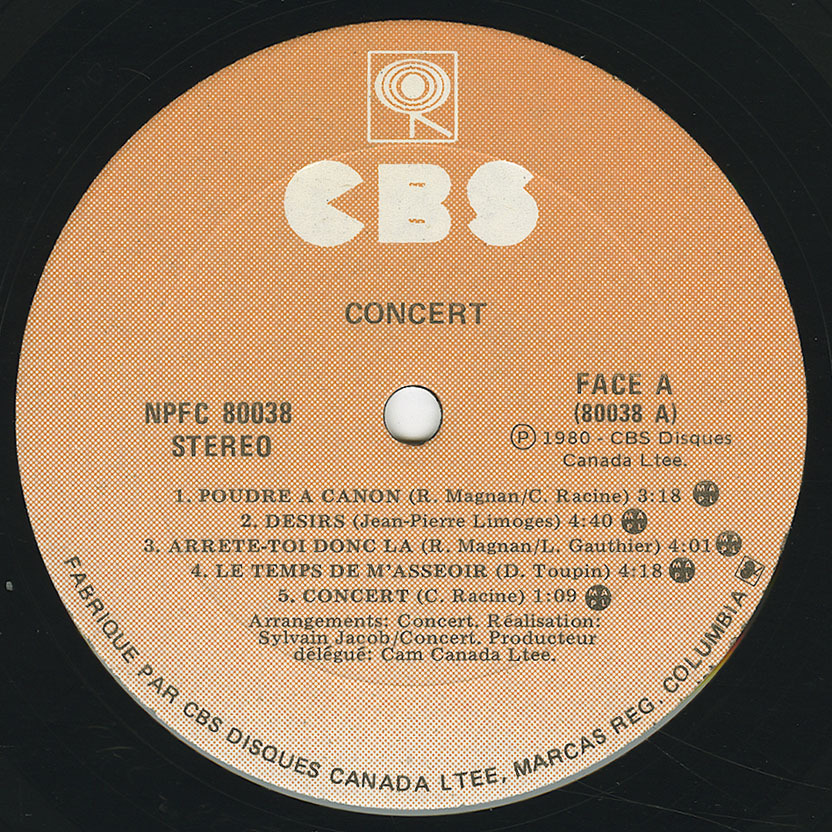 CBS
CONCERT
NPFC 80038
STEREO
FACE A
(80038 A)
Ⓟ 1980 - CBS Disques
Canada Ltee.
1. POUDRE A CANON (R. Magnan/C. Racine) 3:18
2. DESIRS (Jean-Pierre Limoges) 4:40
3. ARRETE-TOI DONC LA (R. Magnan/L. Gauthier) 4:01
4. LE TEMPS DE M'ASSEOIR (D. Toupin) 4:18
5. CONCERT (C. Racine) 1:09
Arrangements: Concert. Réalisation:
Sylvain Jacob/Concert. Producteur
délégué: Cam Canada Ltee.
FABRIQUE PAR CBS DISQUES CANADA LTEE, MARCAS REG. COLUMBIA